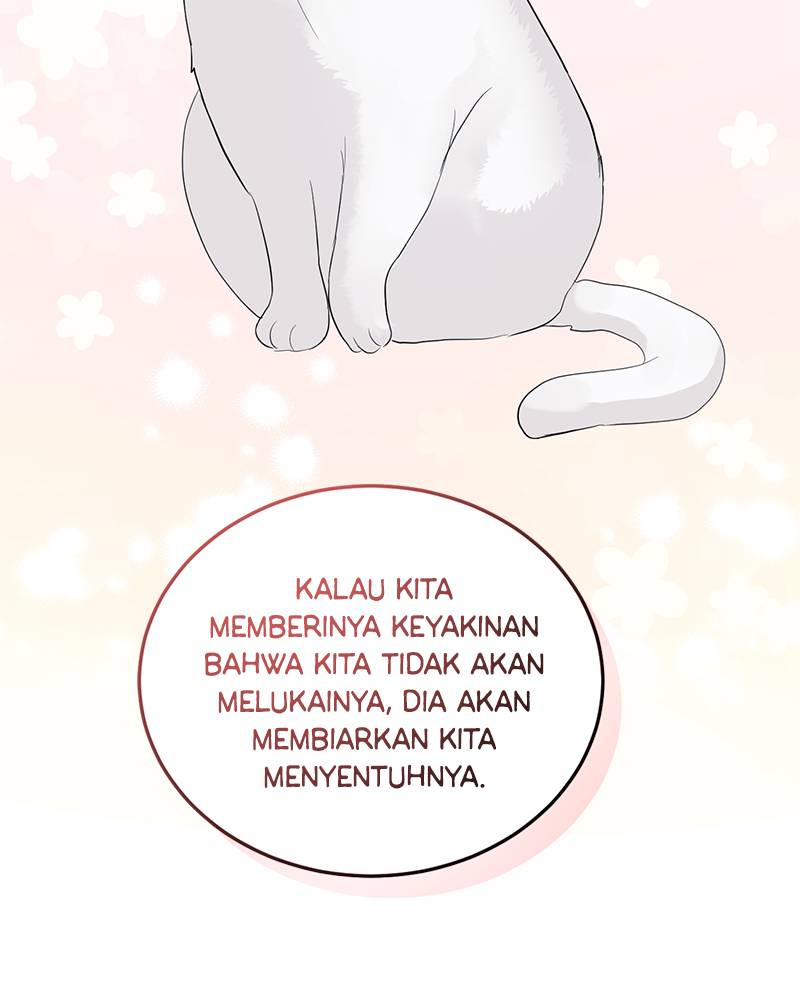 KALAU KITA
MEMBERINYA KEYAKINAN
BAHWA KITA TIDAK AKAN
MELUKAINYA, DIA AKAN
MEMBIARKAN KITA
MENYENTUHNYA.